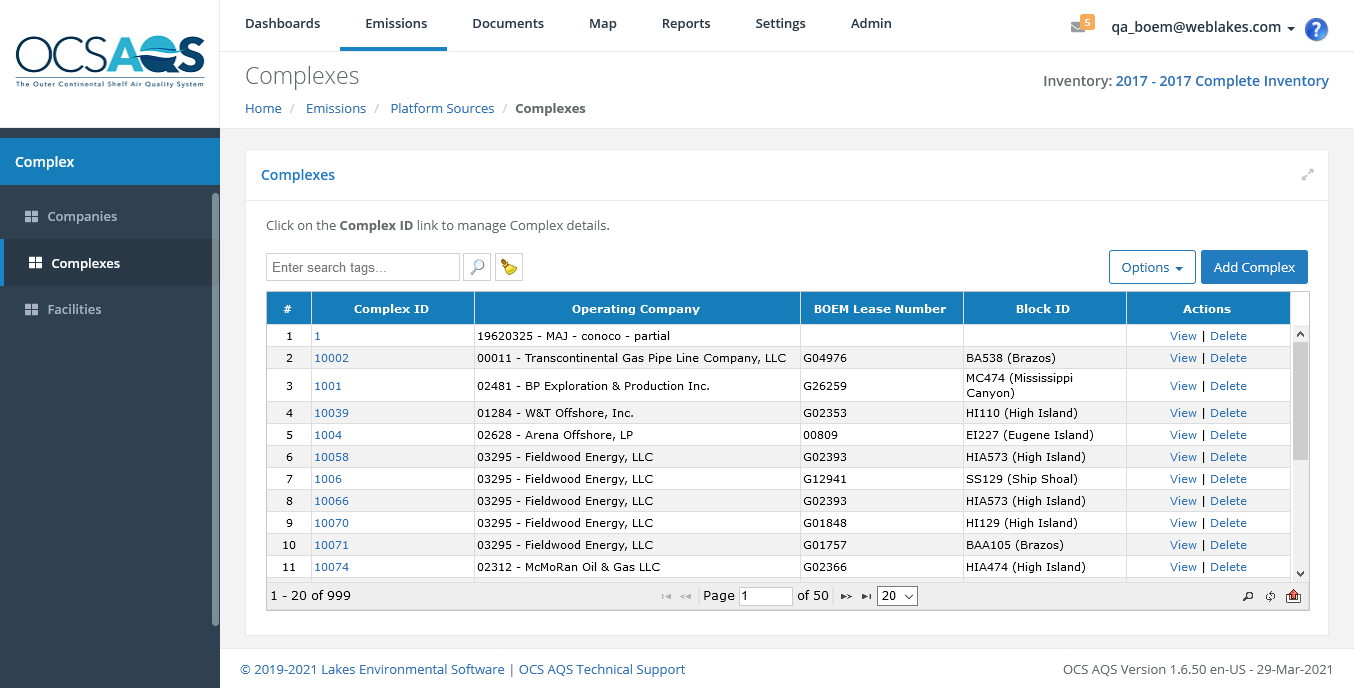 OCSAQS
The Outer Continental Shelf Air Quality System
Dashboards Emissions Documents Map Reports Settings Admin 5 qa_boem@weblakes.com ?
Complexes
Inventory: 2017 - 2017 Complete Inventory
Home / Emissions / Platform Sources / Complexes
Complex
Companies
Complexes
Facilities
Complexes
Click on the Complex ID link to manage Complex details.
Enter search tags... Options Add Complex
# Complex ID Operating Company BOEM Lease Number Block ID Actions
1 1 19620325 - MAJ - conoco - partial View | Delete
2 10002 00011 - Transcontinental Gas Pipe Line Company, LLC G04976 BA538 (Brazos) View | Delete
3 1001 02481 - BP Exploration & Production Inc. G26259 MC474 (Mississippi Canyon) View | Delete
4 10039 01284 - W&T Offshore, Inc. G02353 HI110 (High Island) View | Delete
5 1004 02628 - Arena Offshore, LP 00809 EI227 (Eugene Island) View | Delete
6 10058 03295 - Fieldwood Energy, LLC G02393 HIA573 (High Island) View | Delete
7 1006 03295 - Fieldwood Energy, LLC G12941 SS129 (Ship Shoal) View | Delete
8 10066 03295 - Fieldwood Energy, LLC G02393 HIA573 (High Island) View | Delete
9 10070 03295 - Fieldwood Energy, LLC G01848 HI129 (High Island) View | Delete
10 10071 03295 - Fieldwood Energy, LLC G01757 BAA105 (Brazos) View | Delete
11 10074 02312 - McMoRan Oil & Gas LLC G02366 HIA474 (High Island) View | Delete
1 - 20 of 999 Page 1 of 50 20
© 2019-2021 Lakes Environmental Software | OCS AQS Technical Support OCS AQS Version 1.6.50 en-US - 29-Mar-2021